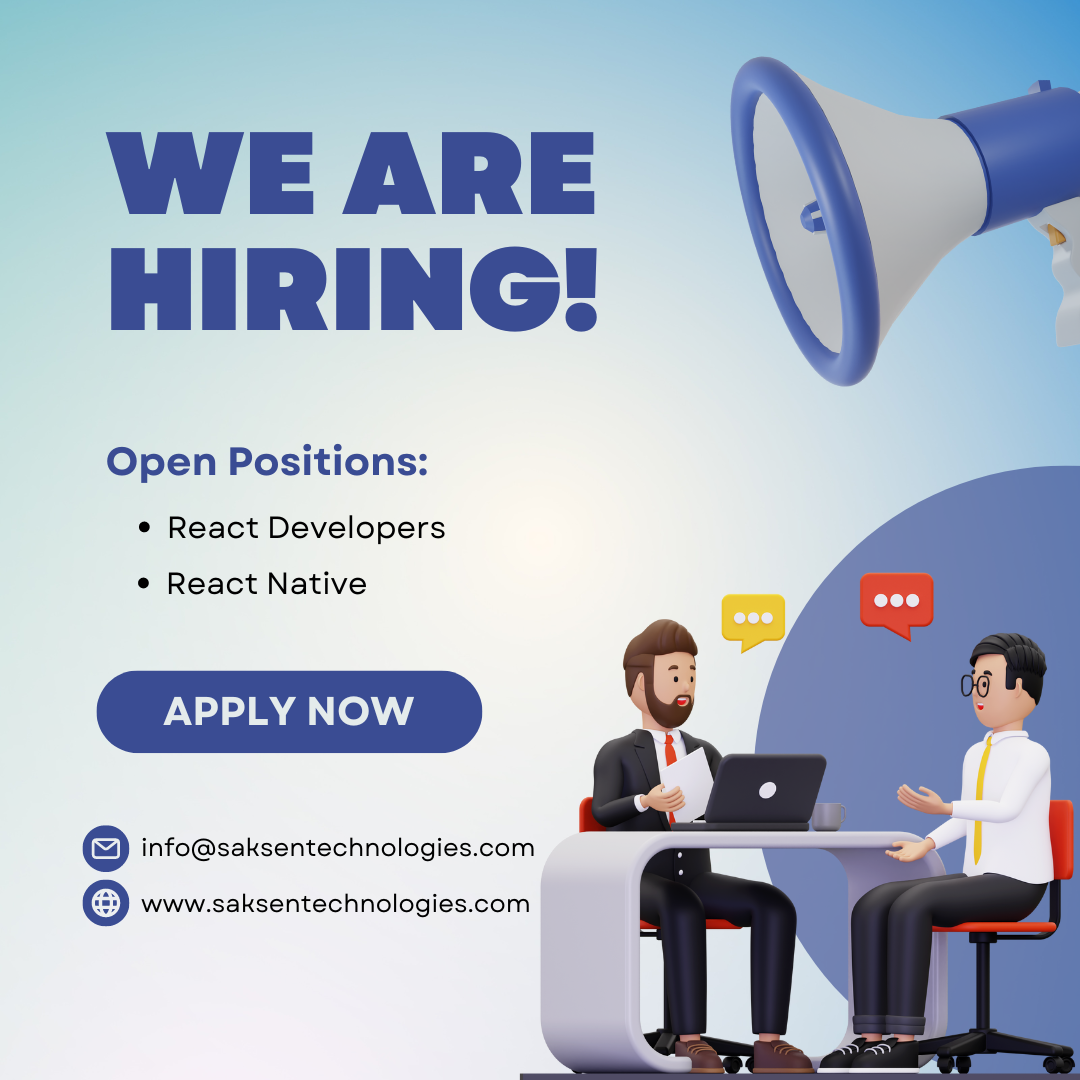 WE ARE
HIRING!
Open Positions:
• React Developers
• React Native
APPLY NOW
info@saksentechnologies.com
www.saksentechnologies.com